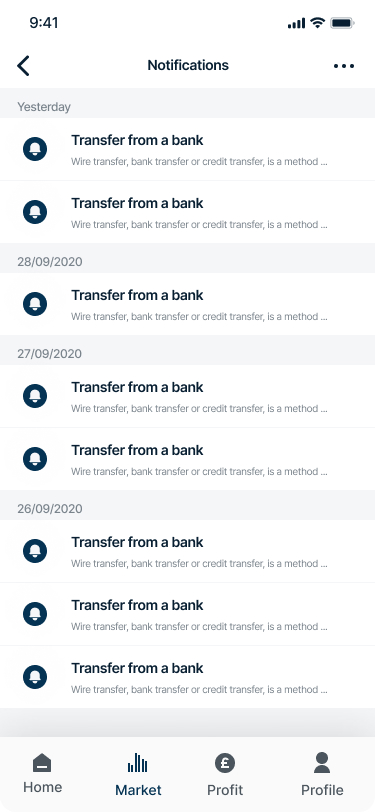 9:41
Notifications
Yesterday
Transfer from a bank
Wire transfer, bank transfer or credit transfer, is a method ...
Transfer from a bank
Wire transfer, bank transfer or credit transfer, is a method ...
28/09/2020
Transfer from a bank
Wire transfer, bank transfer or credit transfer, is a method ...
27/09/2020
Transfer from a bank
Wire transfer, bank transfer or credit transfer, is a method ...
Transfer from a bank
Wire transfer, bank transfer or credit transfer, is a method ...
26/09/2020
Transfer from a bank
Wire transfer, bank transfer or credit transfer, is a method ...
Transfer from a bank
Wire transfer, bank transfer or credit transfer, is a method ...
Transfer from a bank
Wire transfer, bank transfer or credit transfer, is a method ...
£
Home Market Profit Profile